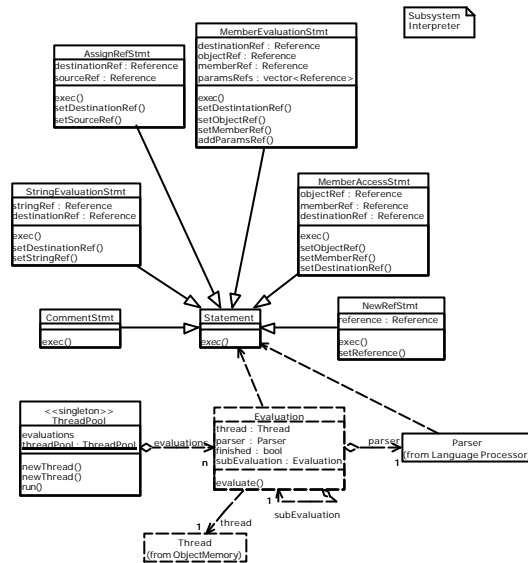 Subsystem
Interpreter
MemberEvaluationStmt
destinationRef : Reference
objectRef : Reference
memberRef : Reference
paramsRefs : vector<Reference>
exec()
setDestintationRef()
setObjectRef()
setMemberRef()
addParamsRef()
AssignRefStmt
destinationRef : Reference
sourceRef : Reference
exec()
setDestinationRef()
setSourceRef()
StringEvaluationStmt
stringRef : Reference
destinationRef : Reference
exec()
setDestinationRef()
setStringRef()
MemberAccessStmt
objectRef : Reference
memberRef : Reference
destinationRef : Reference
exec()
setObjectRef()
setMemberRef()
setDestinationRef()
CommentStmt
exec()
Statement
exec()
NewRefStmt
reference : Reference
exec()
setReference()
<<singleton>>
ThreadPool
evaluations
threadPool : ThreadPool
newThread()
newThread()
run()
evaluations
n
Evaluation
thread : Thread
parser : Parser
finished : bool
subEvaluation : Evaluation
evaluate()
parser
1
Parser
(from Language Processor)
1
subEvaluation
1
thread
Thread
(from ObjectMemory)